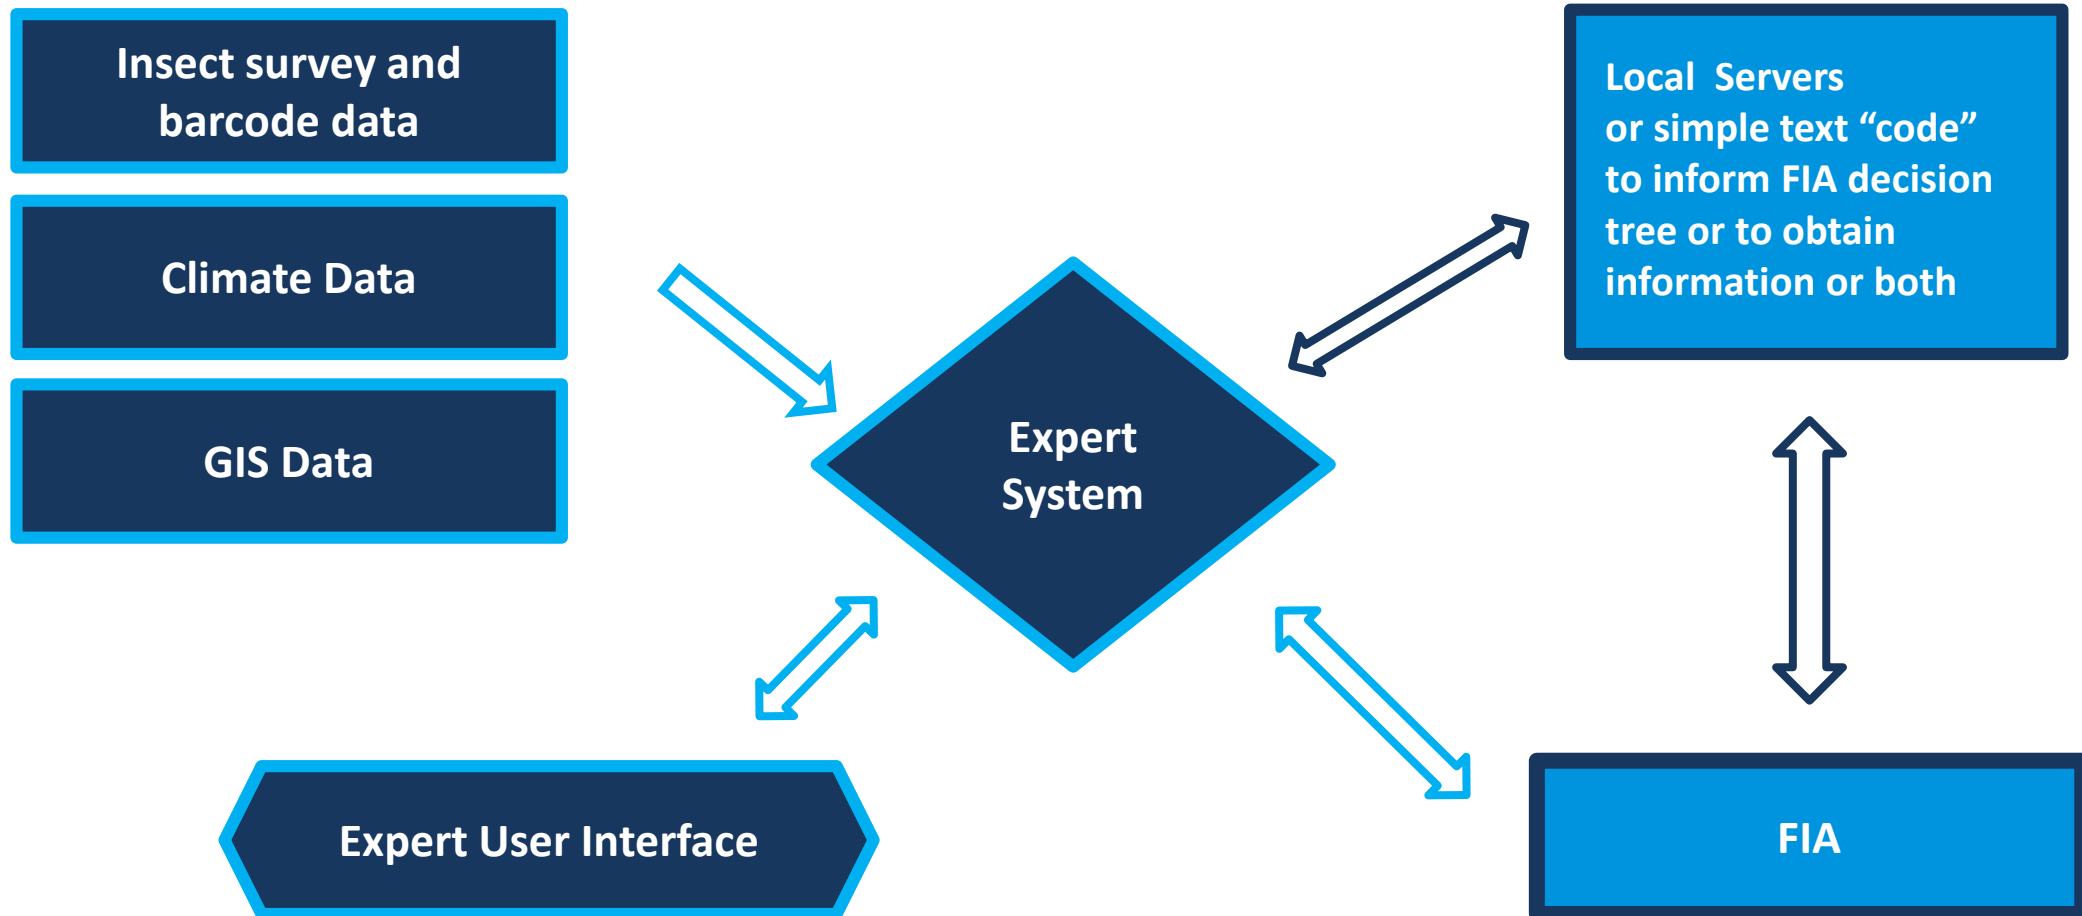 Insect survey and
barcode data
Climate Data
GIS Data
Expert
System
Local  Servers
or simple text “code”
to inform FIA decision
tree or to obtain
information or both
Expert User Interface
FIA